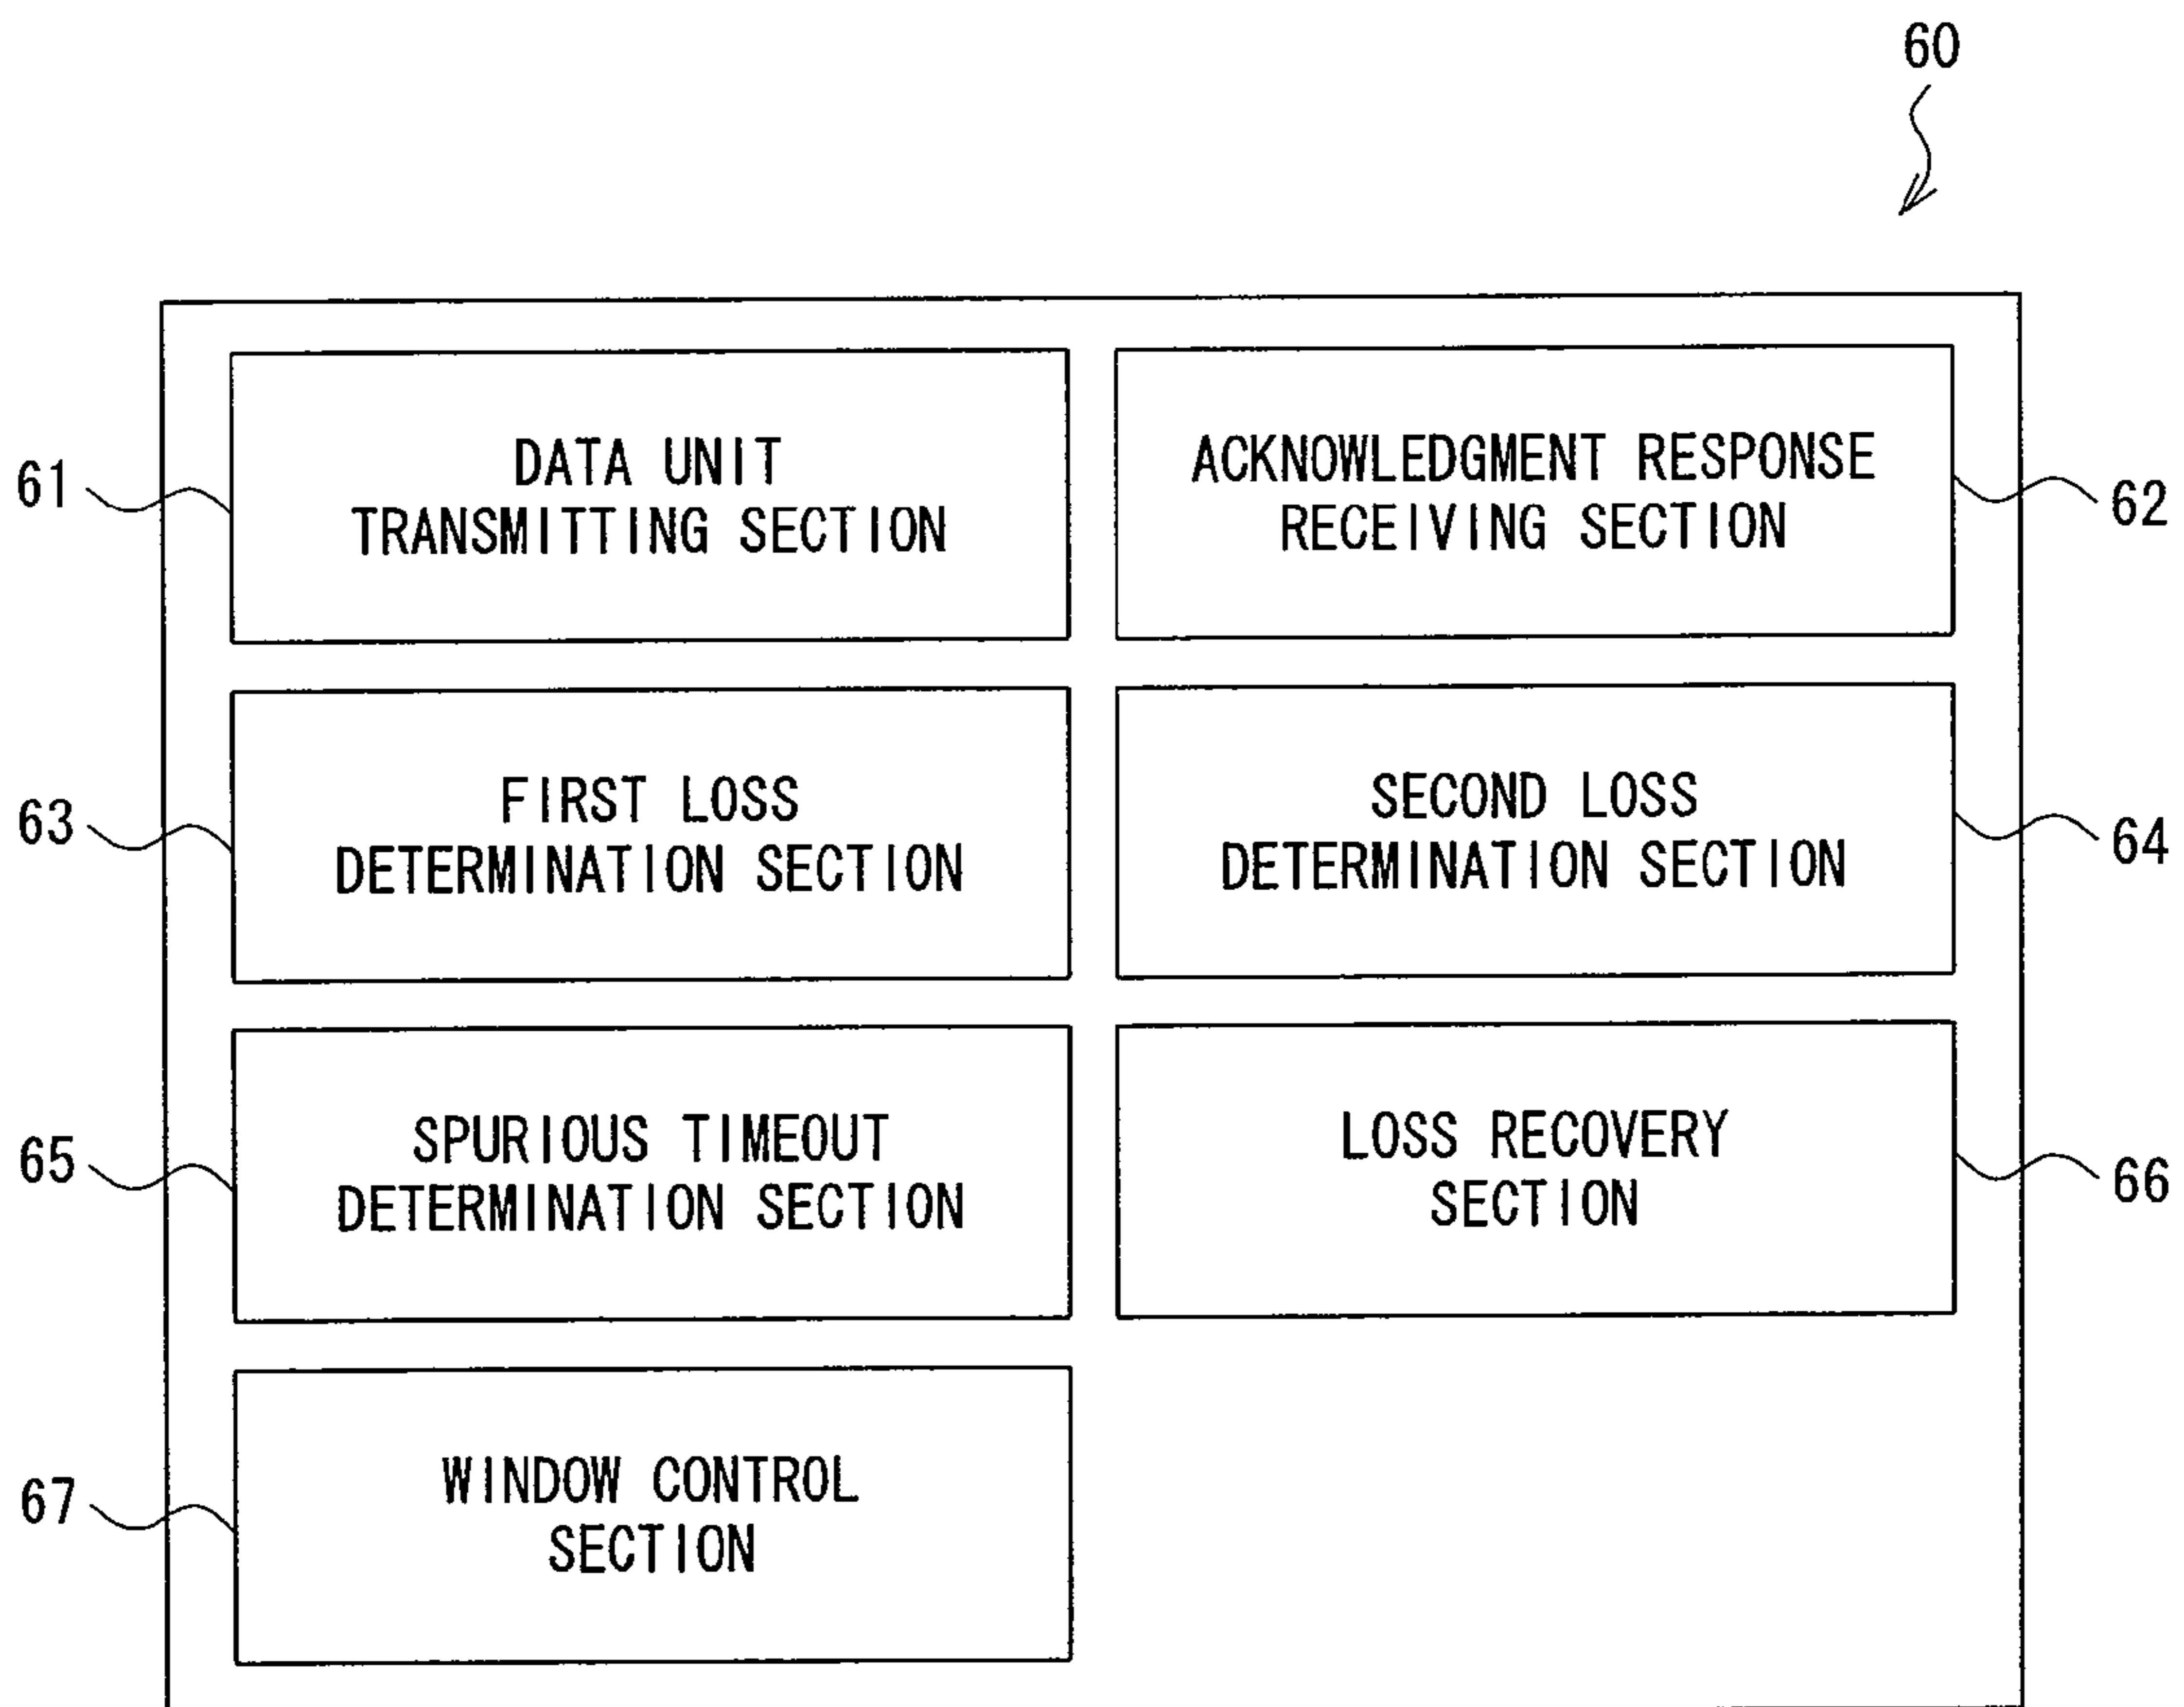 60
61
DATA UNIT
TRANSMITTING SECTION
ACKNOWLEDGMENT RESPONSE
RECEIVING SECTION
62
63
FIRST LOSS
DETERMINATION SECTION
SECOND LOSS
DETERMINATION SECTION
64
65
SPURIOUS TIMEOUT
DETERMINATION SECTION
LOSS RECOVERY
SECTION
66
67
WINDOW CONTROL
SECTION